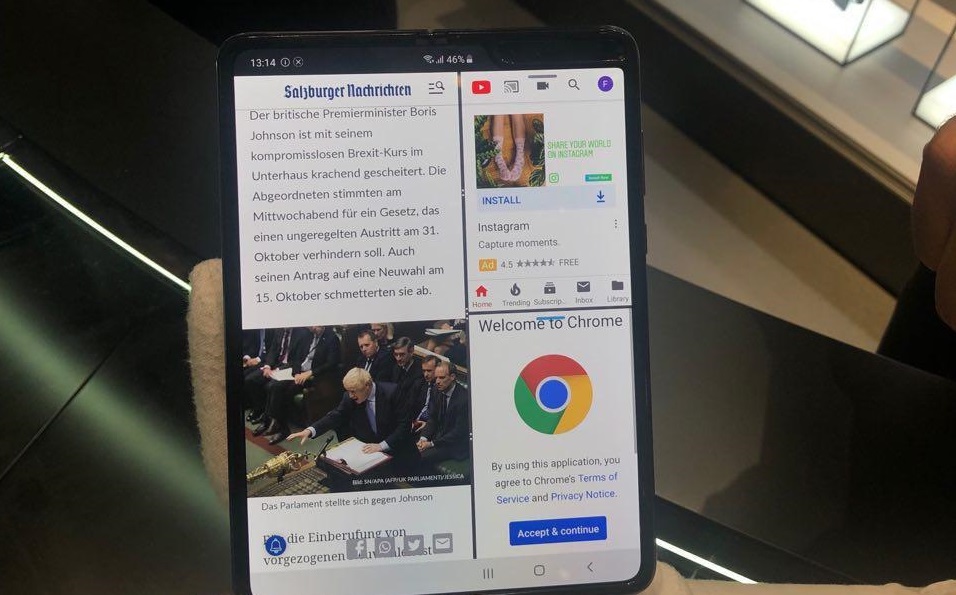 13:14
46%
Salzburger Nachrichten
Der britische Premierminister Boris
Johnson ist mit seinem
kompromisslosen Brexit-Kurs im
Unterhaus krachend gescheitert. Die
Abgeordneten stimmten am
Mittwochabend für ein Gesetz, das
einen ungeregelten Austritt am 31.
Oktober verhindern soll. Auch
seinen Antrag auf eine Neuwahl am
15. Oktober schmetterten sie ab.
Bild: SN/APA (AFP/UK PARLIAMENT)/JESSICA
Das Parlament stellte sich gegen Johnson
die Einberufung von
vorgezogenen
F
SHARE YOUR WORLD
ON INSTAGRAM
INSTALL
Instagram
Capture moments.
Ad 4.5 FREE
Home Trending Subscrip... Inbox Library
Welcome to Chrome
By using this application, you
agree to Chrome's Terms of
Service and Privacy Notice.
Accept & continue